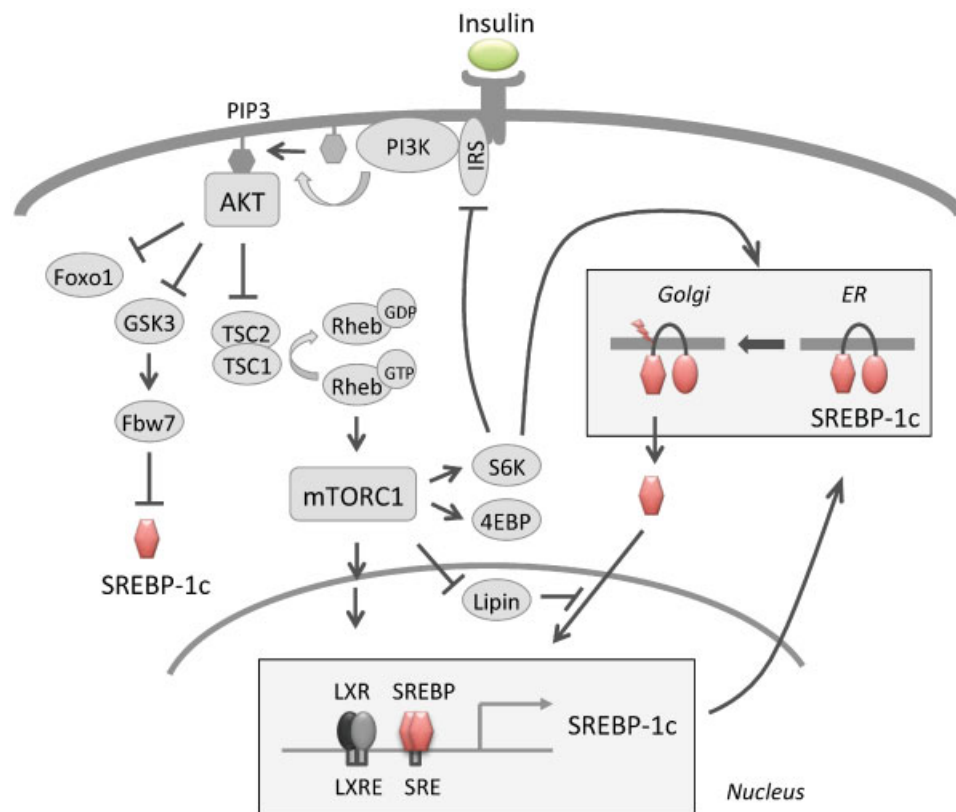 Insulin
PIP3
PI3K
IRS
AKT
Foxo1
GSK3
TSC2
TSC1
Rheb
GDP
Rheb
GTP
Fbw7
Golgi
ER
SREBP-1c
mTORC1
S6K
4EBP
SREBP-1c
Lipin
LXR
SREBP
SREBP-1c
LXRE
SRE
Nucleus